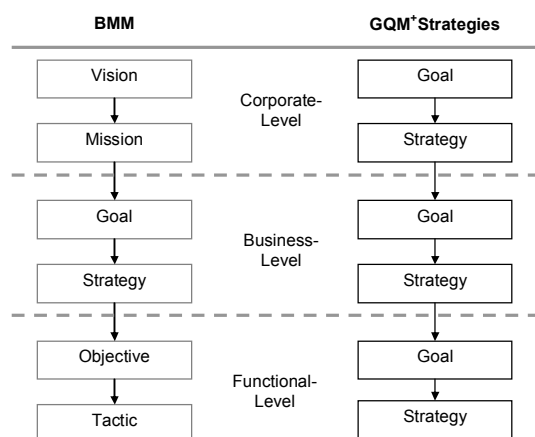 BMM
GQM+Strategies
Vision
Goal
Corporate-
Level
Mission
Strategy
Goal
Goal
Business-
Level
Strategy
Strategy
Objective
Goal
Functional-
Level
Tactic
Strategy